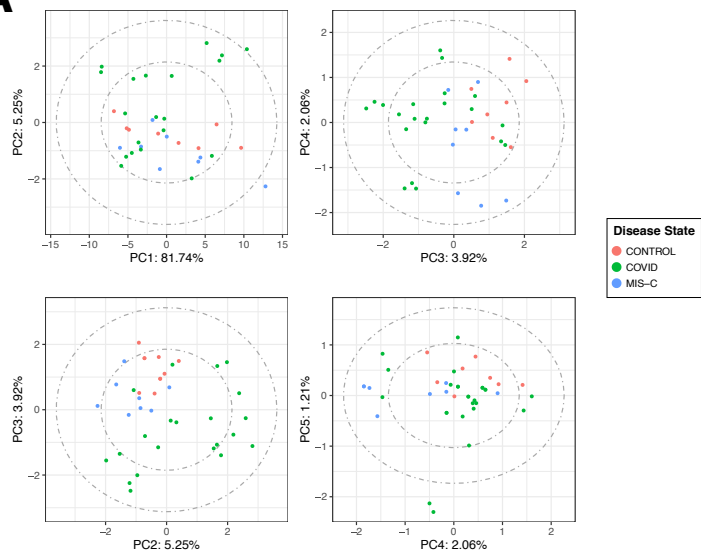 A
2
0
−2
−15
−10
−5
0
5
10
15
PC1: 81.74%
PC2: 5.25%
2
1
0
−1
−2
−2
0
2
PC3: 3.92%
PC4: 2.06%
Disease State
CONTROL
COVID
MIS−C
2
0
−2
−2
0
2
PC2: 5.25%
PC3: 3.92%
1
0
−1
−2
−2
−1
0
1
2
PC4: 2.06%
PC5: 1.21%